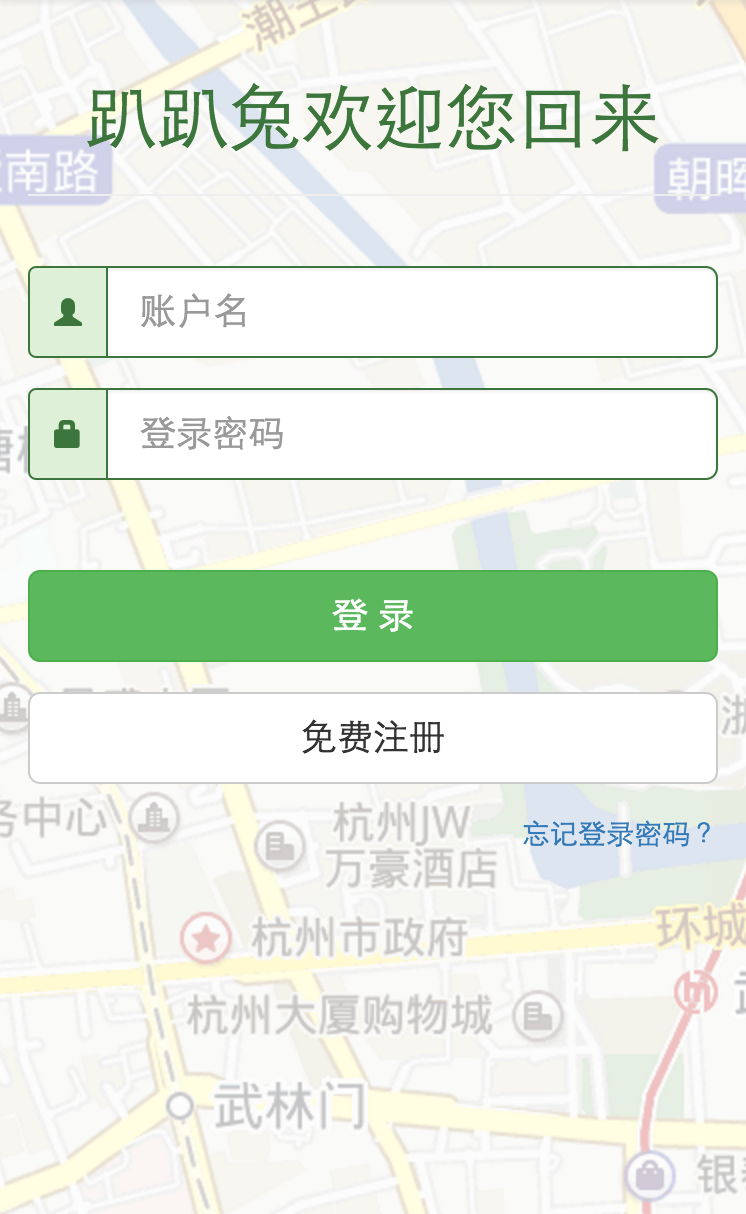 潮王
南路
趴趴兔欢迎您回来
朝晖
账户名
登录密码
登 录
免费注册
务中心
杭州JW
万豪酒店
忘记登录密码？
杭州市政府
环城
杭州大厦购物城
武林门
银